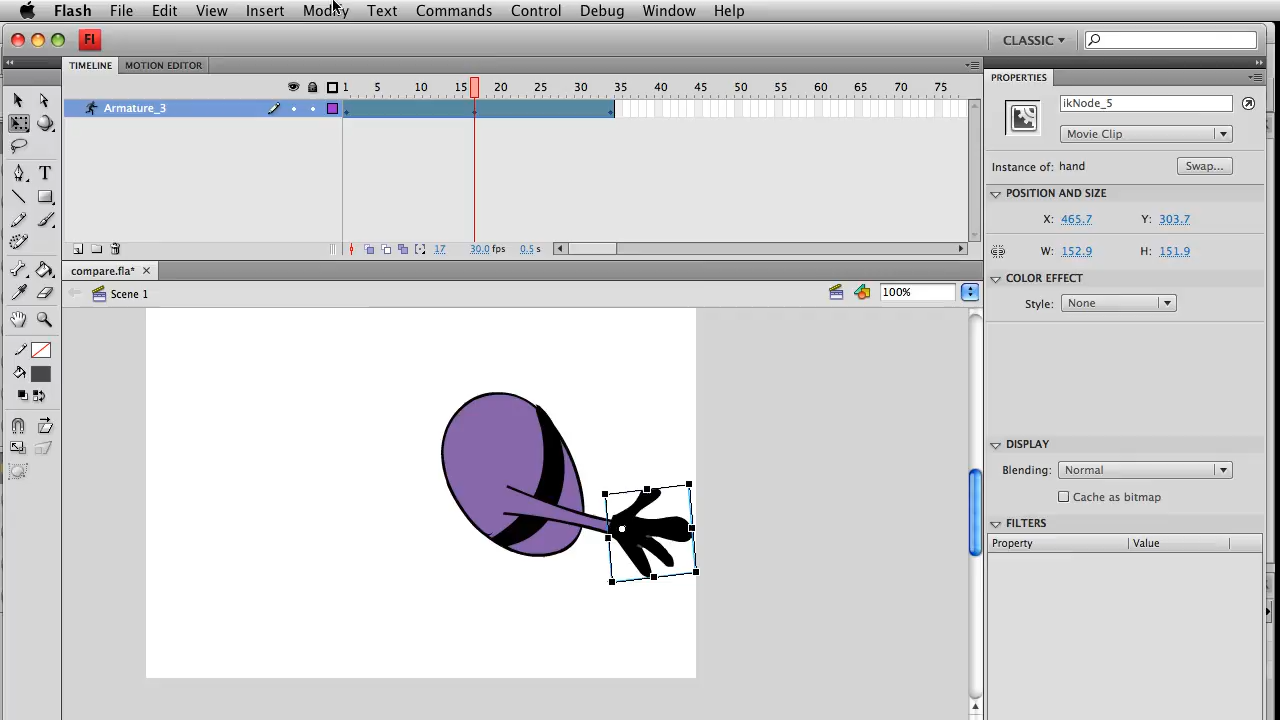 Flash File Edit View Insert Modify Text Commands Control Debug Window Help
Fl CLASSIC
TIMELINE MOTION EDITOR
1 5 10 15 20 25 30 35 40 45 50 55 60 65 70 75
Armature_3
17 30.0 fps 0.5 s
compare.fla*
Scene 1 100%
PROPERTIES
ikNode_5
Movie Clip
Instance of: hand Swap...
POSITION AND SIZE
X: 465.7 Y: 303.7
W: 152.9 H: 151.9
COLOR EFFECT
Style: None
DISPLAY
Blending: Normal
Cache as bitmap
FILTERS
Property Value